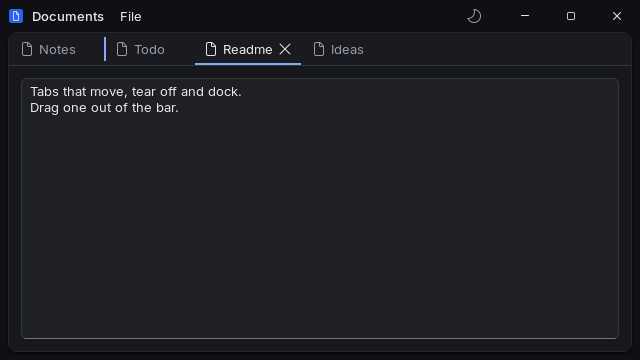 Documents File
Notes Todo Readme Ideas
Tabs that move, tear off and dock.
Drag one out of the bar.